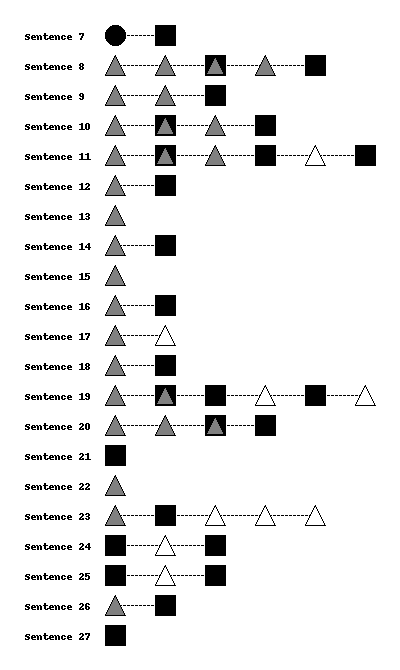 Sentence 7
Sentence 8
Sentence 9
Sentence 10
Sentence 11
Sentence 12
Sentence 13
Sentence 14
Sentence 15
Sentence 16
Sentence 17
Sentence 18
Sentence 19
Sentence 20
Sentence 21
Sentence 22
Sentence 23
Sentence 24
Sentence 25
Sentence 26
Sentence 27